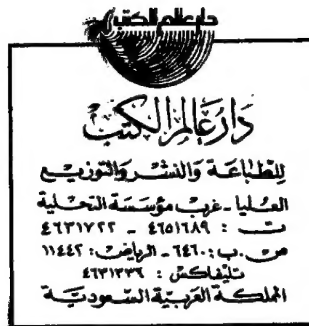 دار عالم الكتب
دار عالم الكتب
للطباعة والنشر والتوزيع
العليا - غرب مؤسسة التحلية
ت : ٤٦٥١٦٨٩ - ٤٦٣١٧٢٢
ص. ب : ٦٤٦٠ - الرياض : ١١٤٤٢
تليفاكس : ٤٦٣١٣٣٦
المملكة العربية السعودية